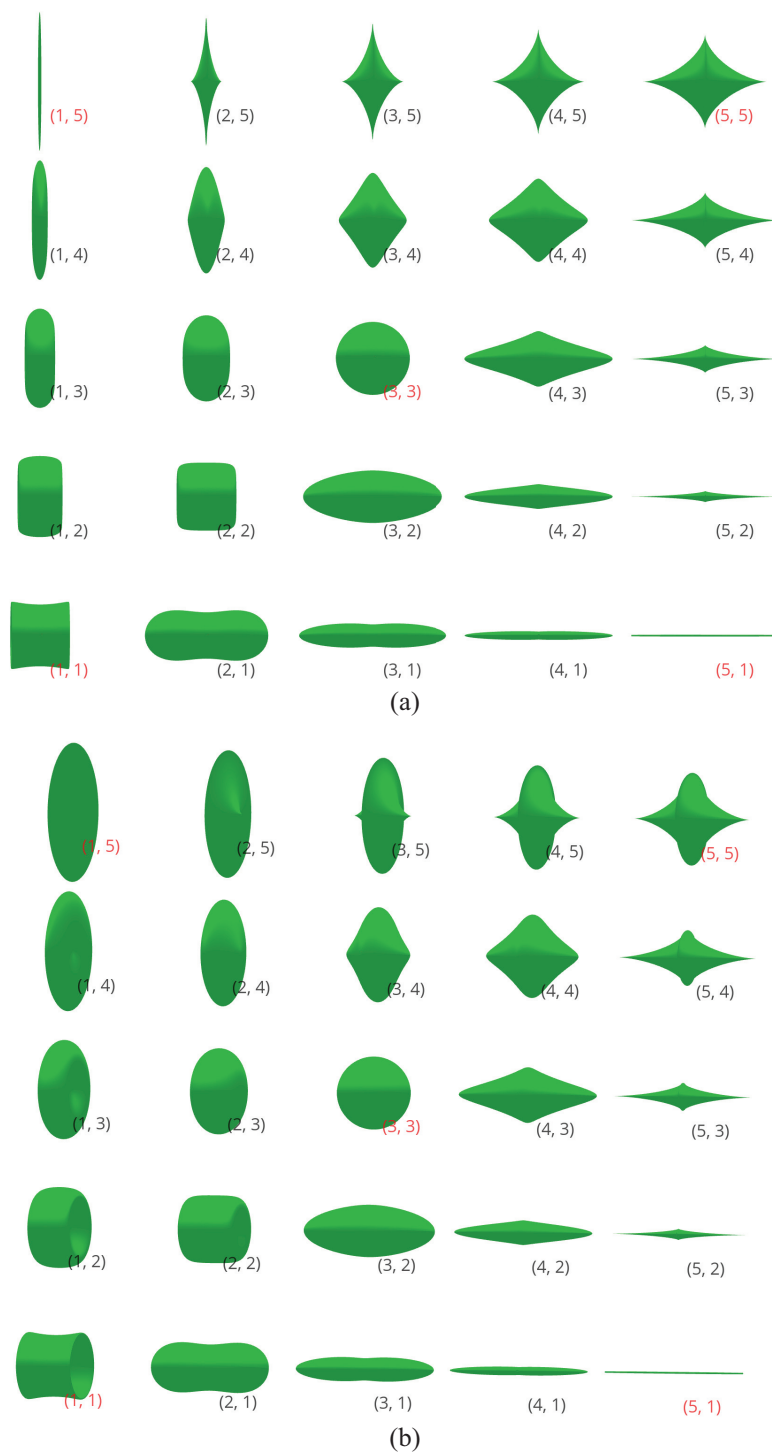 (1, 5) (2, 5) (3, 5) (4, 5) (5, 5)
(1, 4) (2, 4) (3, 4) (4, 4) (5, 4)
(1, 3) (2, 3) (3, 3) (4, 3) (5, 3)
(1, 2) (2, 2) (3, 2) (4, 2) (5, 2)
(1, 1) (2, 1) (3, 1) (4, 1) (5, 1)
(a)
(1, 5) (2, 5) (3, 5) (4, 5) (5, 5)
(1, 4) (2, 4) (3, 4) (4, 4) (5, 4)
(1, 3) (2, 3) (3, 3) (4, 3) (5, 3)
(1, 2) (2, 2) (3, 2) (4, 2) (5, 2)
(1, 1) (2, 1) (3, 1) (4, 1) (5, 1)
(b)